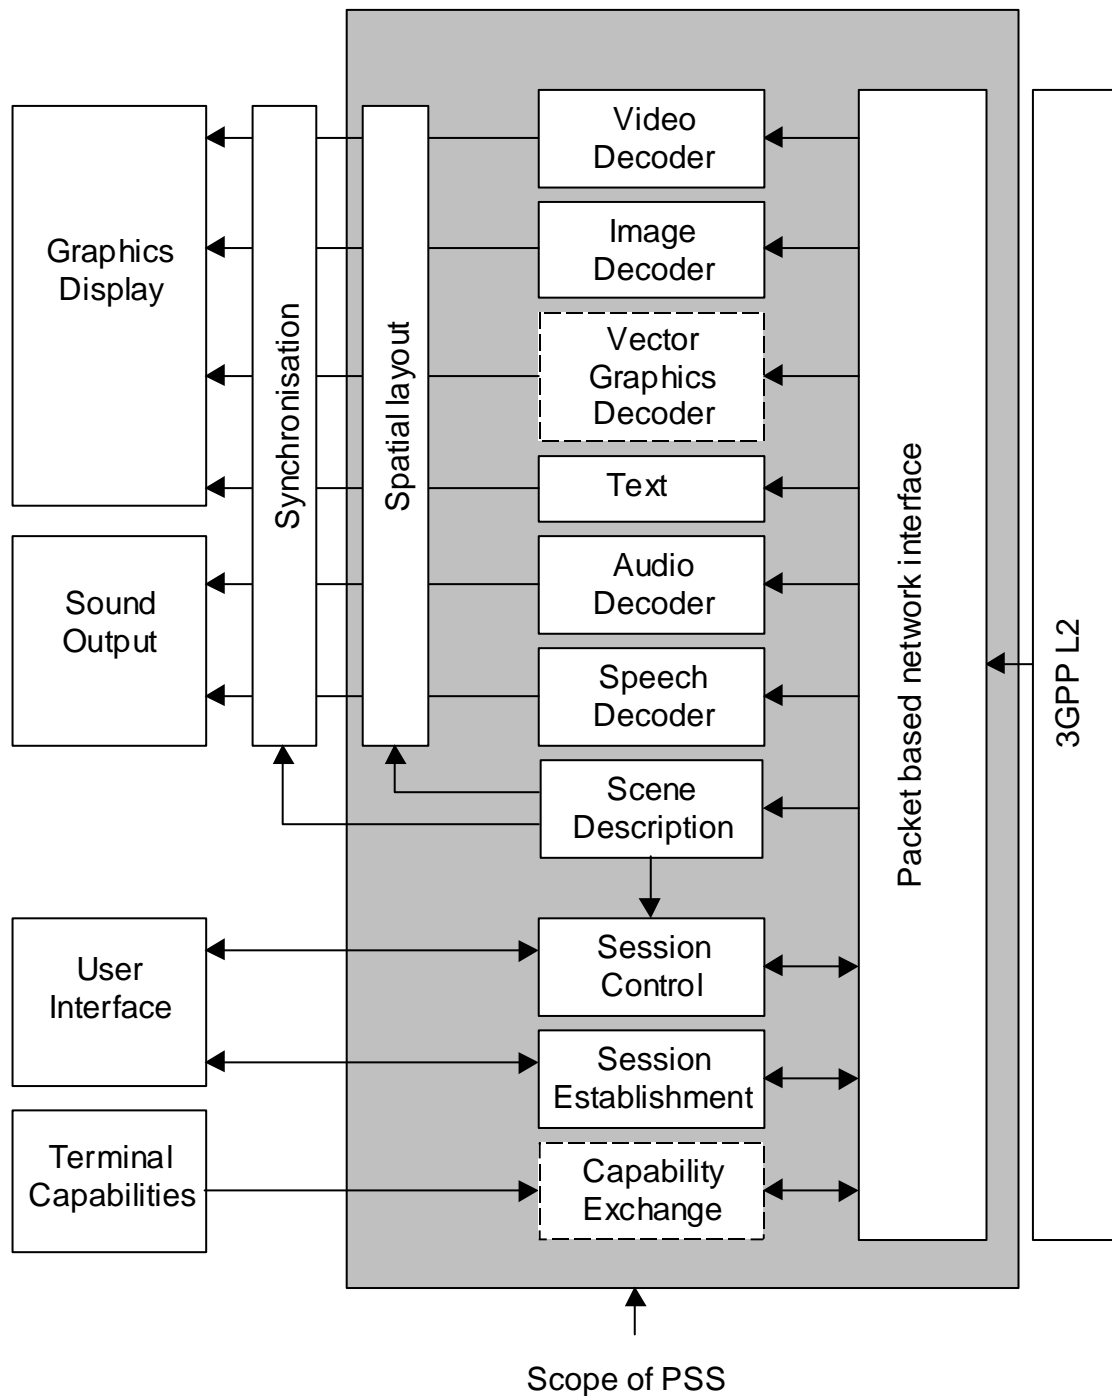 Video
Decoder
Image
Decoder
Vector
Graphics
Decoder
Text
Audio
Decoder
Speech
Decoder
Scene
Description
Session
Control
Session
Establishment
Capability
Exchange
Graphics
Display
Sound
Output
User
Interface
Terminal
Capabilities
Synchronisation
Spatial layout
Packet based network interface
3GPP L2
Scope of PSS